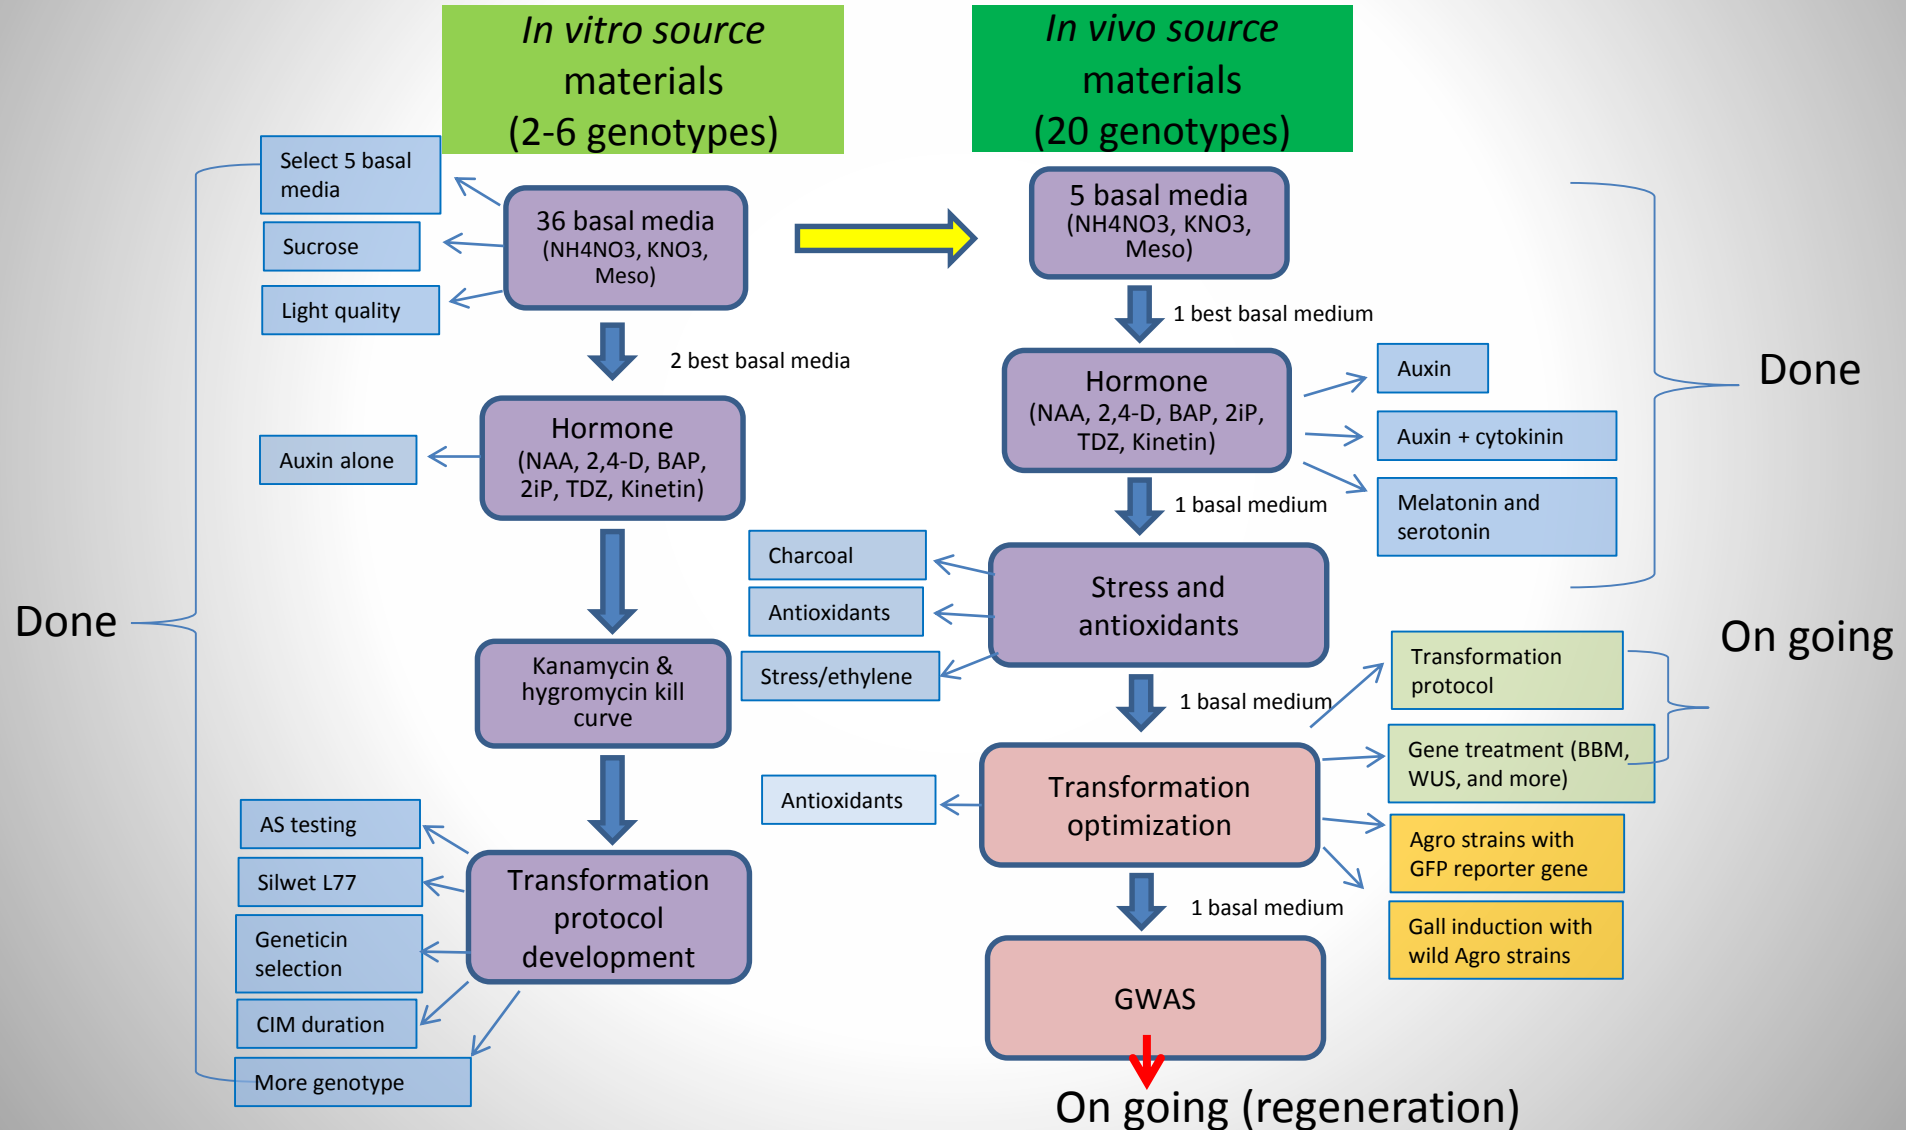 In vitro source
materials
(2-6 genotypes)
In vivo source
materials
(20 genotypes)
Select 5 basal
media
Sucrose
Light quality
36 basal media
(NH4NO3, KNO3,
Meso)
2 best basal media
Auxin alone
Hormone
(NAA, 2,4-D, BAP,
2iP, TDZ, Kinetin)
Kanamycin &
hygromycin kill
curve
AS testing
Silwet L77
Geneticin
selection
CIM duration
More genotype
Transformation
protocol
development
Done
5 basal media
(NH4NO3, KNO3,
Meso)
1 best basal medium
Hormone
(NAA, 2,4-D, BAP, 2iP,
TDZ, Kinetin)
Auxin
Auxin + cytokinin
Melatonin and
serotonin
Done
1 basal medium
Charcoal
Antioxidants
Stress/ethylene
Stress and
antioxidants
1 basal medium
Antioxidants
Transformation
optimization
Transformation
protocol
Gene treatment (BBM,
WUS, and more)
On going
Agro strains with
GFP reporter gene
Gall induction with
wild Agro strains
1 basal medium
GWAS
On going (regeneration)